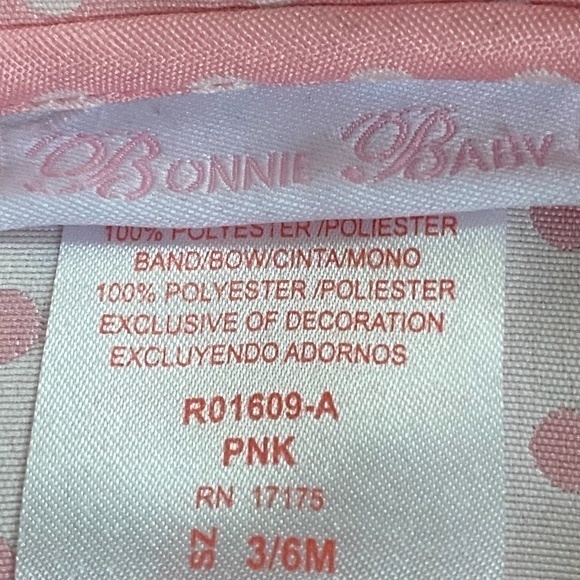 BONNIE BABY
100% POLYESTER /POLIESTER
BAND/BOW/CINTA/MONO
100% POLYESTER /POLIESTER
EXCLUSIVE OF DECORATION
EXCLUYENDO ADORNOS
R01609-A
PNK
RN 17175
SZ 3/6M